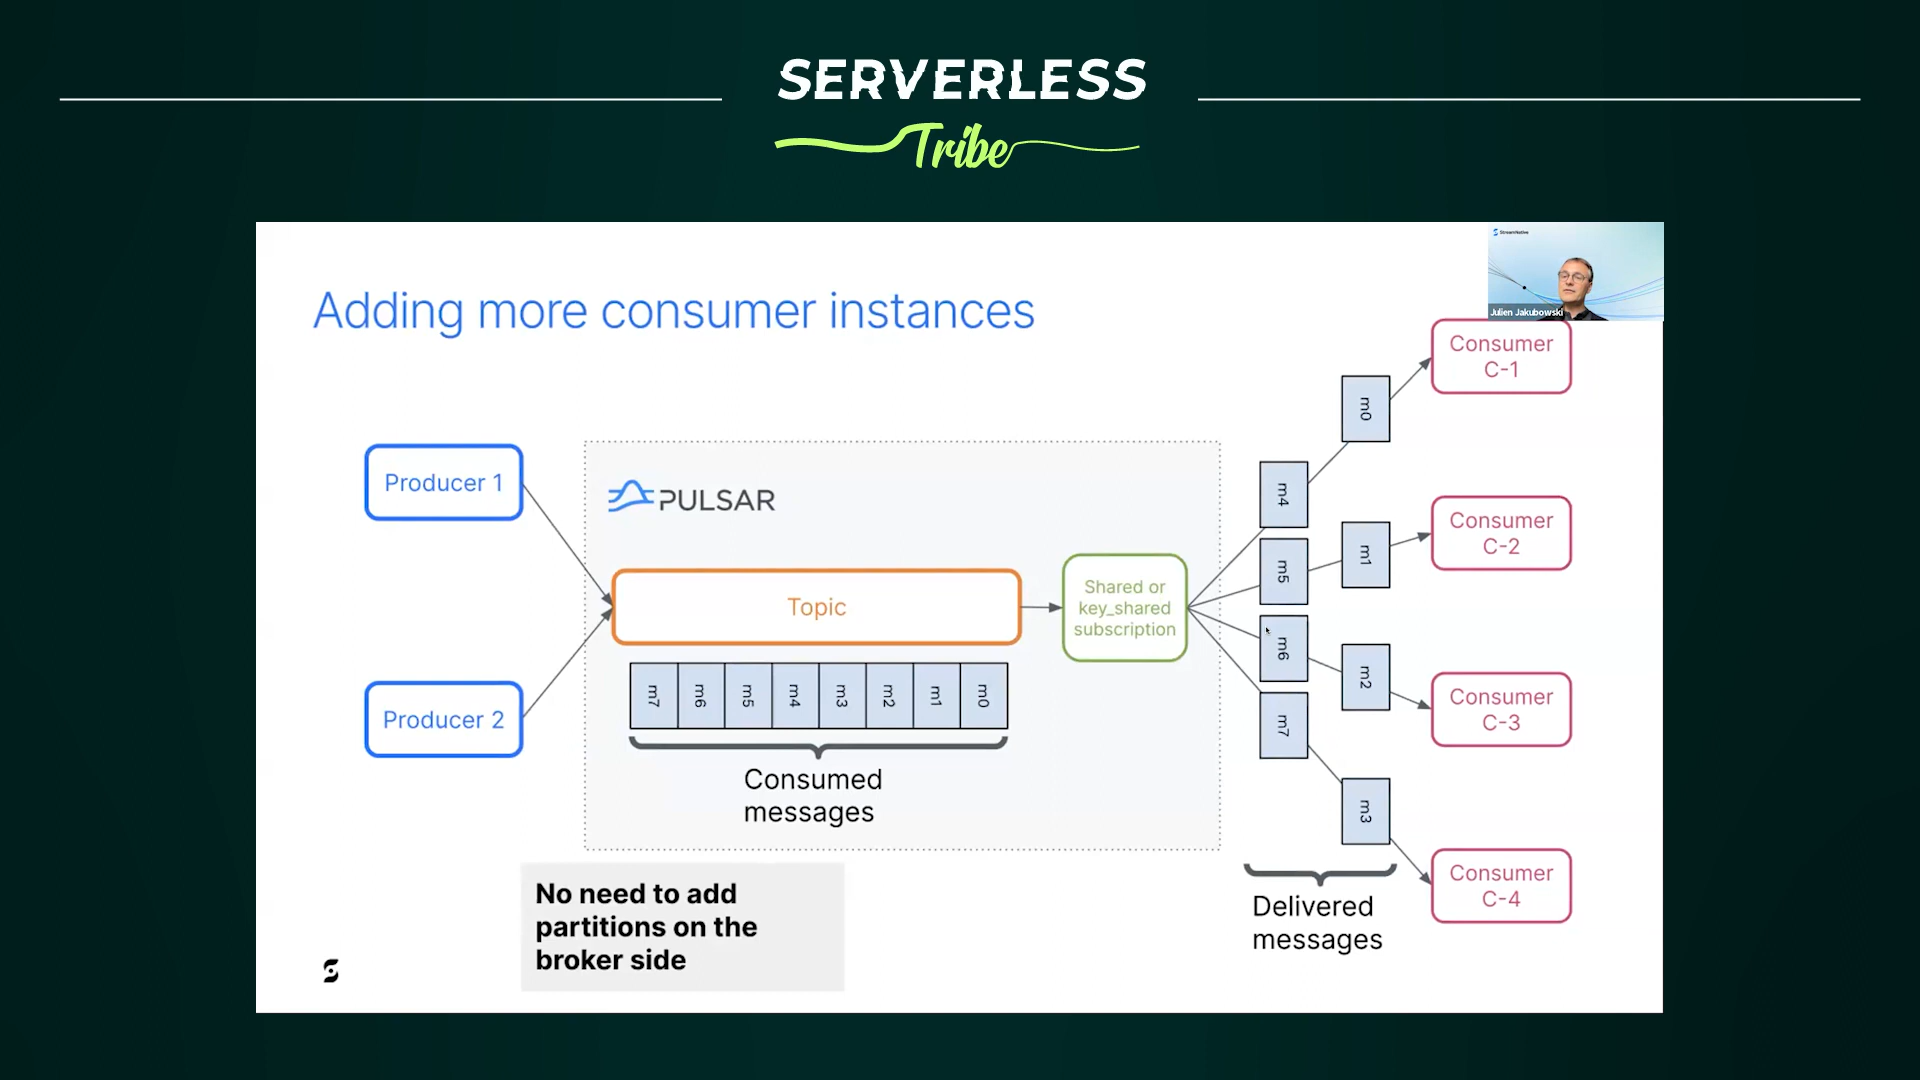 SERVERLESS
Tribe
StreamNative
Julien Jakubowski
Adding more consumer instances
Producer 1
Producer 2
PULSAR
Topic
m7 m6 m5 m4 m3 m2 m1 m0
Consumed
messages
Shared or
key_shared
subscription
m4
m5
m6
m7
m0
m1
m2
m3
Delivered
messages
Consumer
C-1
Consumer
C-2
Consumer
C-3
Consumer
C-4
No need to add
partitions on the
broker side